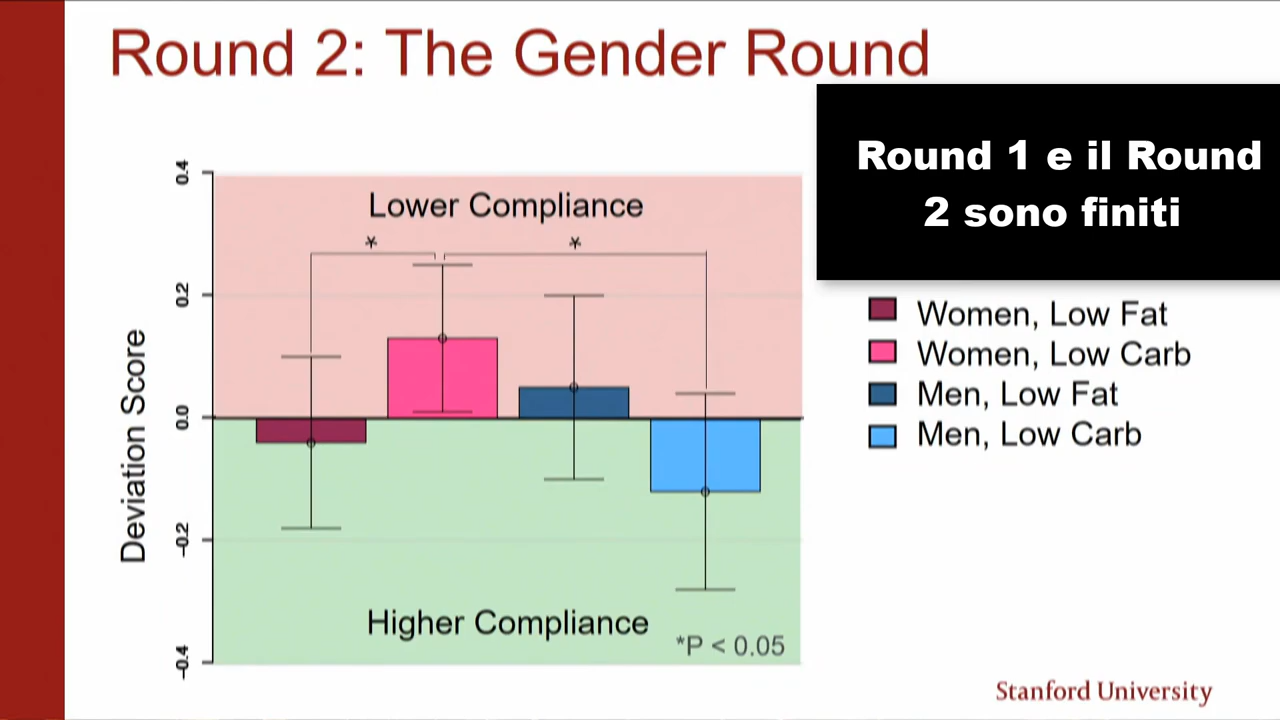 Round 2: The Gender Round
Round 1 e il Round
2 sono finiti
Lower Compliance
*
*
Deviation Score
0.4
0.2
0.0
−0.2
−0.4
Higher Compliance
*P < 0.05
Women, Low Fat
Women, Low Carb
Men, Low Fat
Men, Low Carb
Stanford University